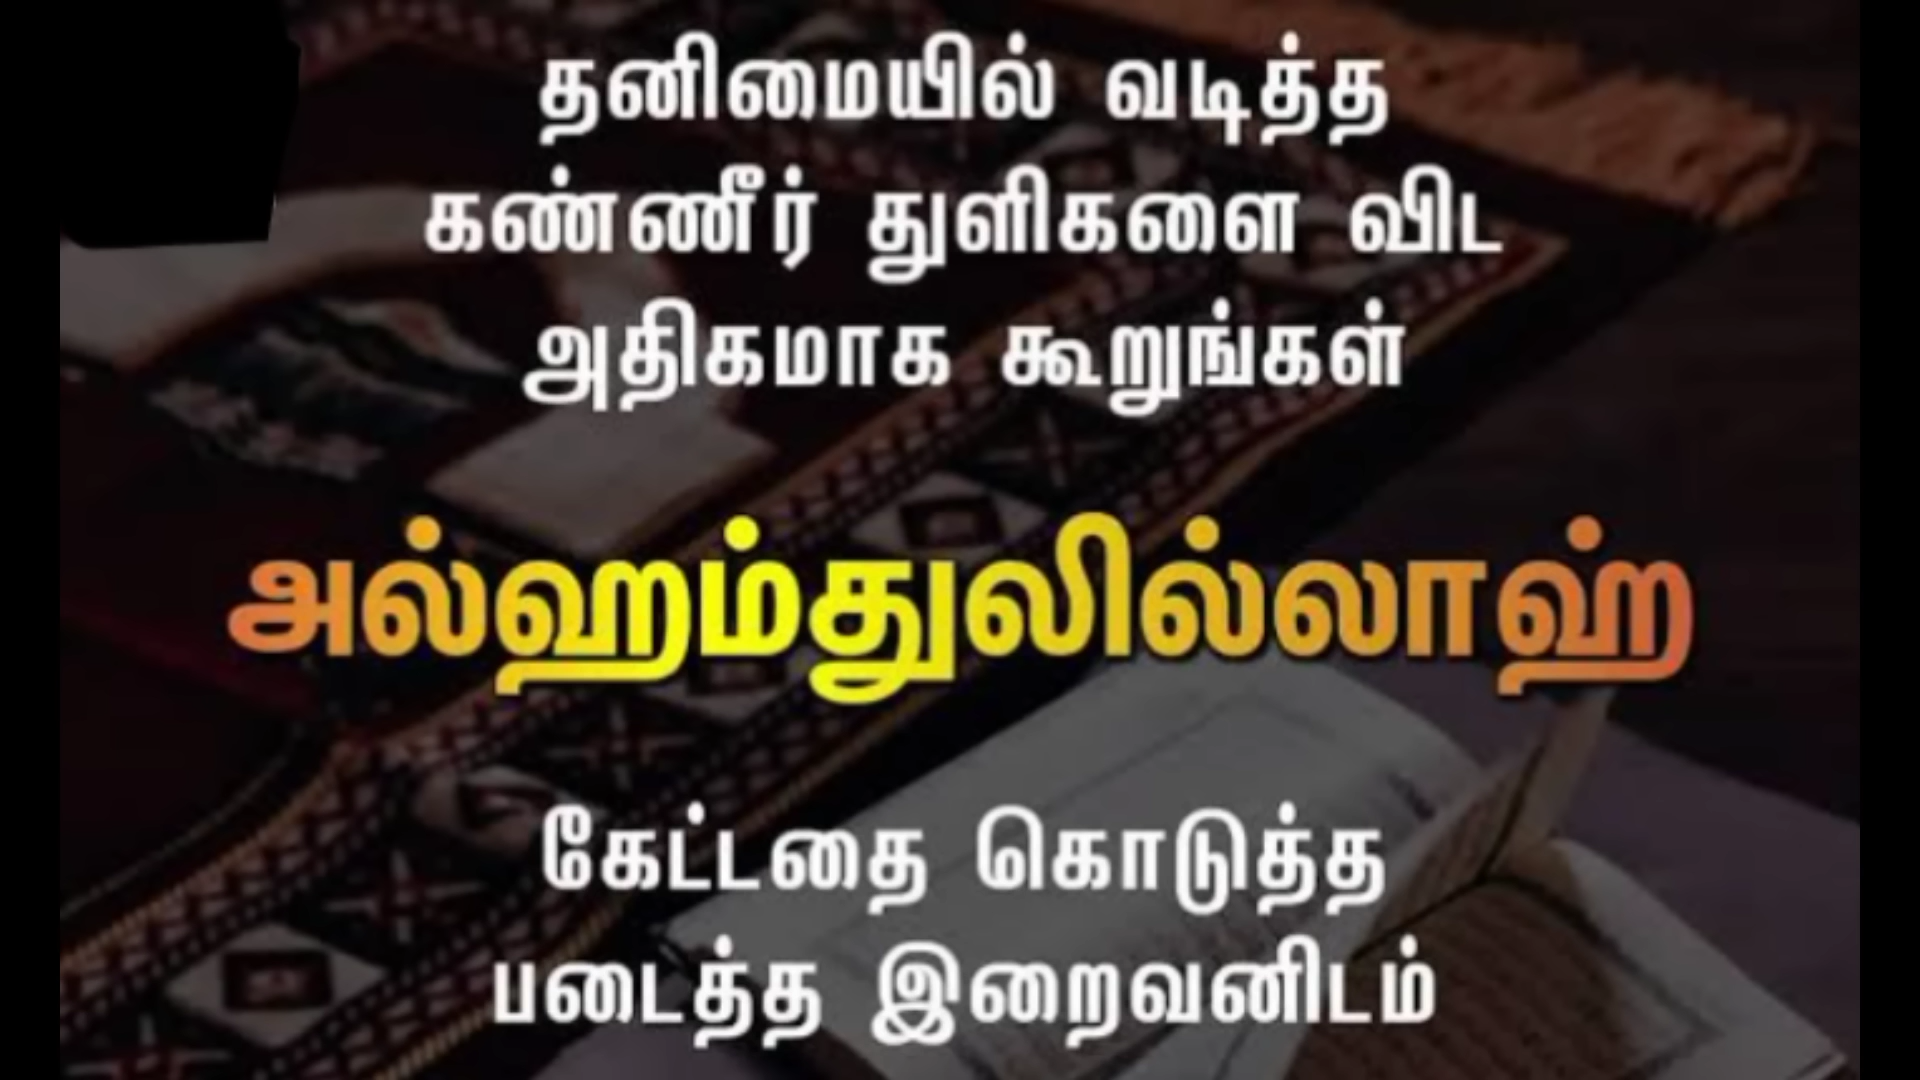 தனிமையில் வடித்த
கண்ணீர் துளிகளை விட
அதிகமாக கூறுங்கள்
அல்ஹம்துலில்லாஹ்
கேட்டதை கொடுத்த
படைத்த இறைவனிடம்